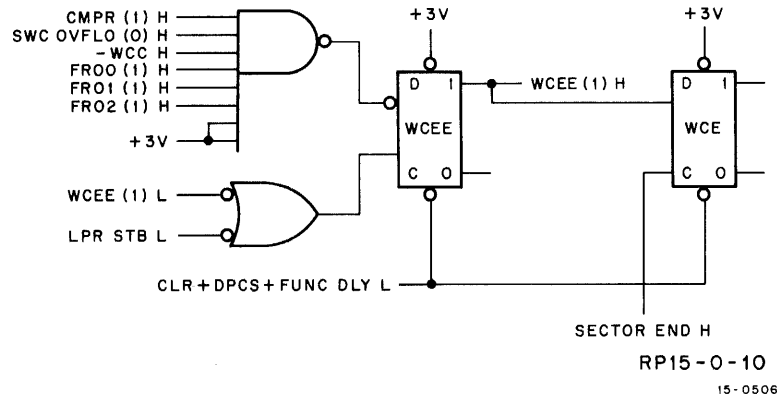 CMPR (1) H
SWC OVFLO (0) H
-WCC H
FR00 (1) H
FR01 (1) H
FR02 (1) H
+3V
WCEE (1) L
LPR STB L
CLR+DPCS+FUNC DLY L
+3V
D 1
WCEE
C 0
WCEE (1) H
+3V
D 1
WCE
C 0
SECTOR END H
RP15-0-10
15-0506